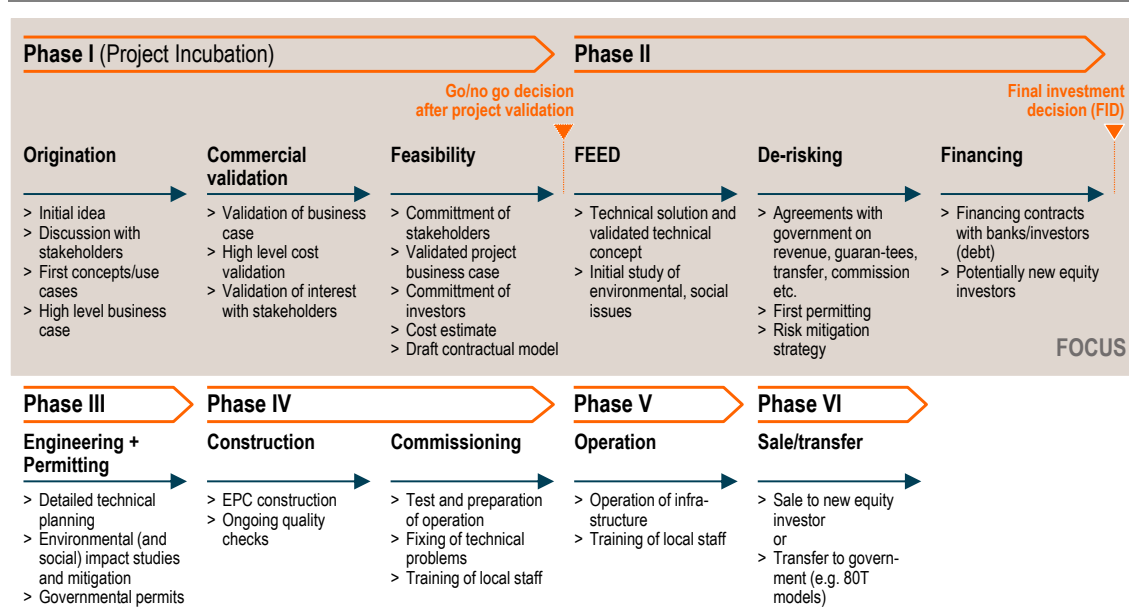 Phase I (Project Incubation)
Phase II
Go/no go decision
after project validation
Final investment
decision (FID)
Origination
> Initial idea
> Discussion with
stakeholders
> First concepts/use
cases
> High level business
case
Commercial
validation
> Validation of business
case
> High level cost
validation
> Validation of interest
with stakeholders
Feasibility
> Committment of
stakeholders
> Validated project
business case
> Committment of
investors
> Cost estimate
> Draft contractual model
FEED
> Technical solution and
validated technical
concept
> Initial study of
environmental, social
issues
De-risking
> Agreements with
government on
revenue, guaran-tees,
transfer, commission
etc.
> First permitting
> Risk mitigation
strategy
Financing
> Financing contracts
with banks/investors
(debt)
> Potentially new equity
investors
FOCUS
Phase III
Engineering +
Permitting
> Detailed technical
planning
> Environmental (and
social) impact studies
and mitigation
> Governmental permits
Phase IV
Construction
> EPC construction
> Ongoing quality
checks
Commissioning
> Test and preparation
of operation
> Fixing of technical
problems
> Training of local staff
Phase V
Operation
> Operation of infra-
structure
> Training of local staff
Phase VI
Sale/transfer
> Sale to new equity
investor
or
> Transfer to govern-
ment (e.g. 80T
models)